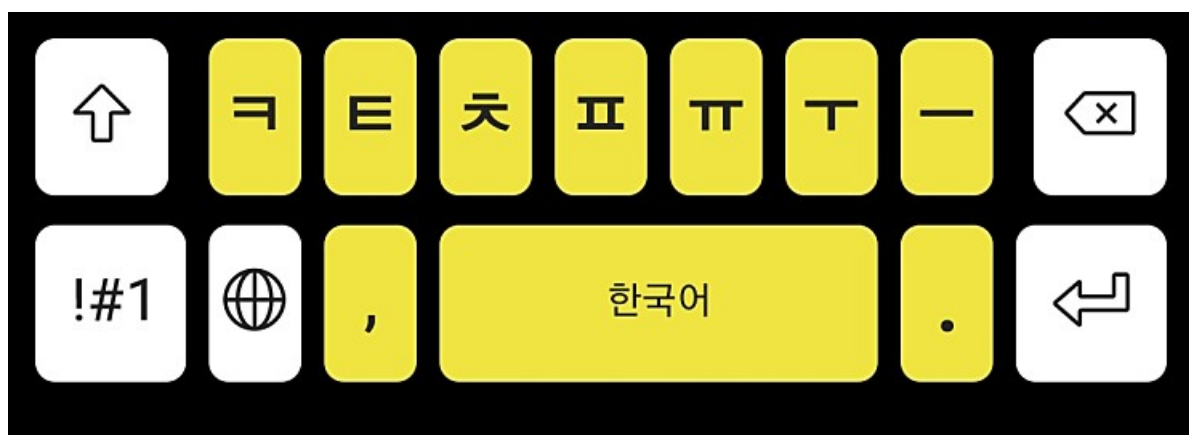 ㅋ ㅌ ㅊ ㅍ ㅠ ㅜ ㅡ
!#1 , 한국어 .